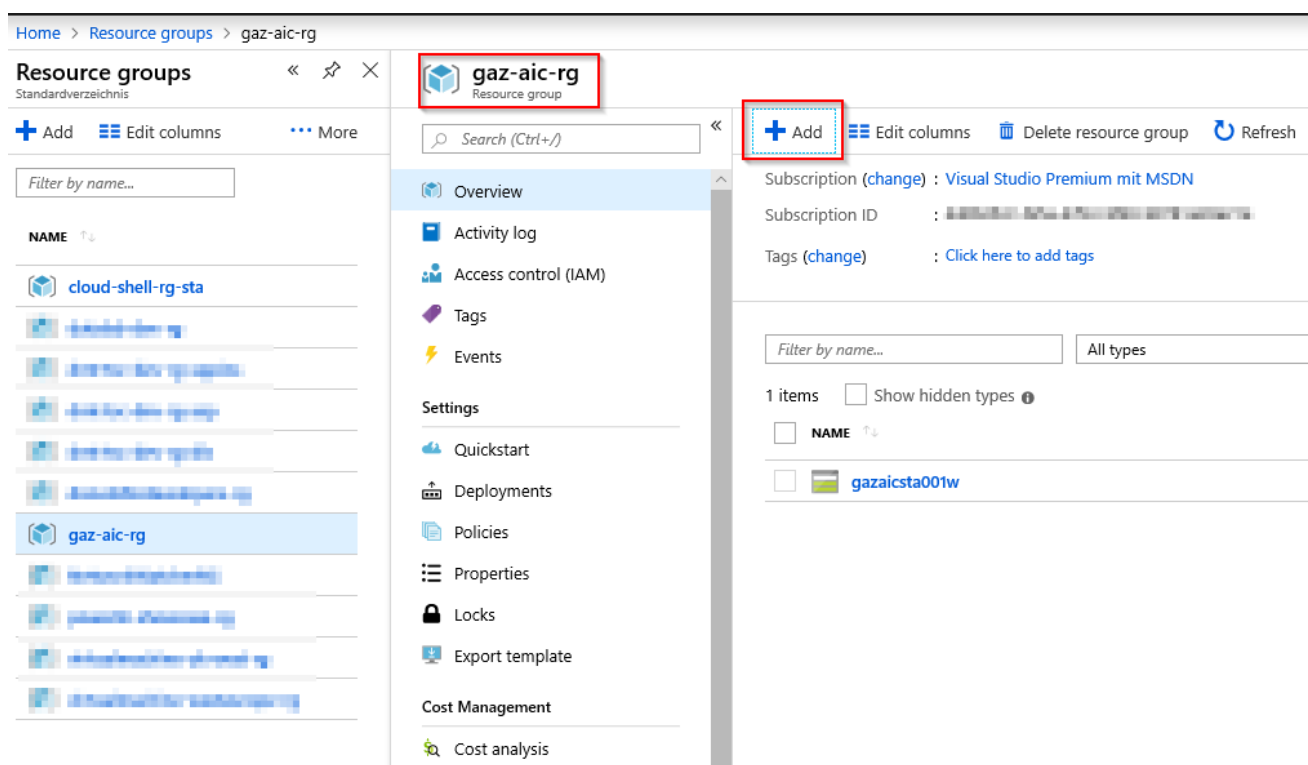 Home > Resource groups > gaz-aic-rg
Resource groups
Standardverzeichnis
Add Edit columns More
Filter by name...
NAME
cloud-shell-rg-sta
gaz-aic-rg
gaz-aic-rg
Resource group
Search (Ctrl+/)
Overview
Activity log
Access control (IAM)
Tags
Events
Settings
Quickstart
Deployments
Policies
Properties
Locks
Export template
Cost Management
Cost analysis
Add Edit columns Delete resource group Refresh
Subscription (change) : Visual Studio Premium mit MSDN
Subscription ID :
Tags (change) : Click here to add tags
Filter by name... All types
1 items Show hidden types
NAME
gazaicsta001w